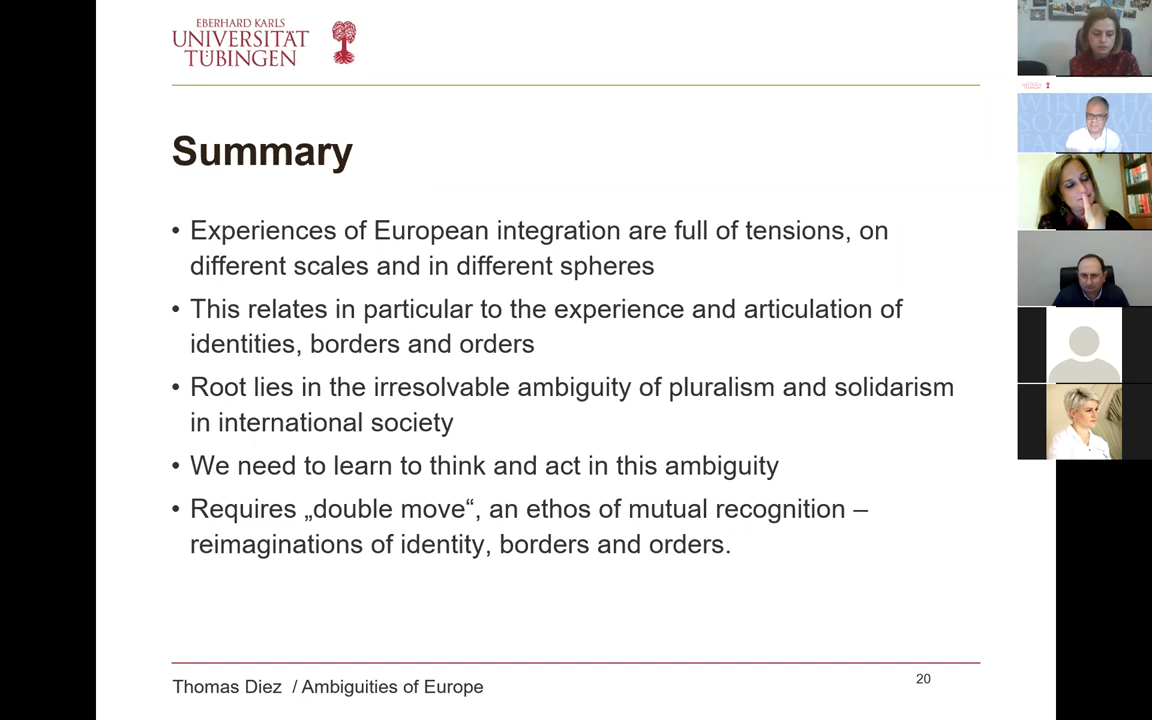 EBERHARD KARLS
UNIVERSITÄT
TÜBINGEN
Summary
• Experiences of European integration are full of tensions, on
different scales and in different spheres
• This relates in particular to the experience and articulation of
identities, borders and orders
• Root lies in the irresolvable ambiguity of pluralism and solidarism
in international society
• We need to learn to think and act in this ambiguity
• Requires „double move“, an ethos of mutual recognition –
reimaginations of identity, borders and orders.
Thomas Diez / Ambiguities of Europe
20